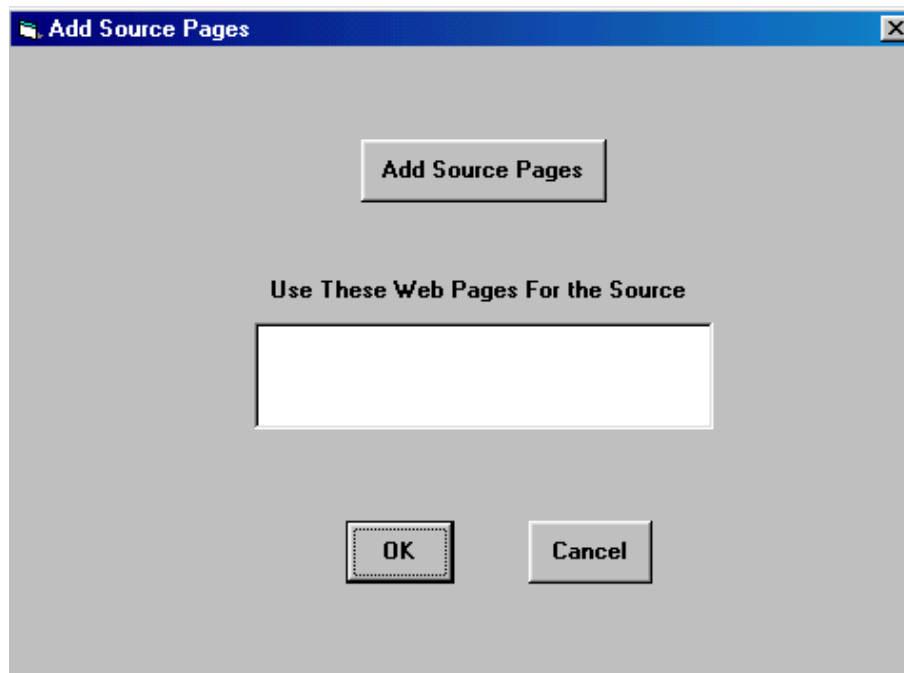 Add Source Pages
Add Source Pages
Use These Web Pages For the Source
OK
Cancel